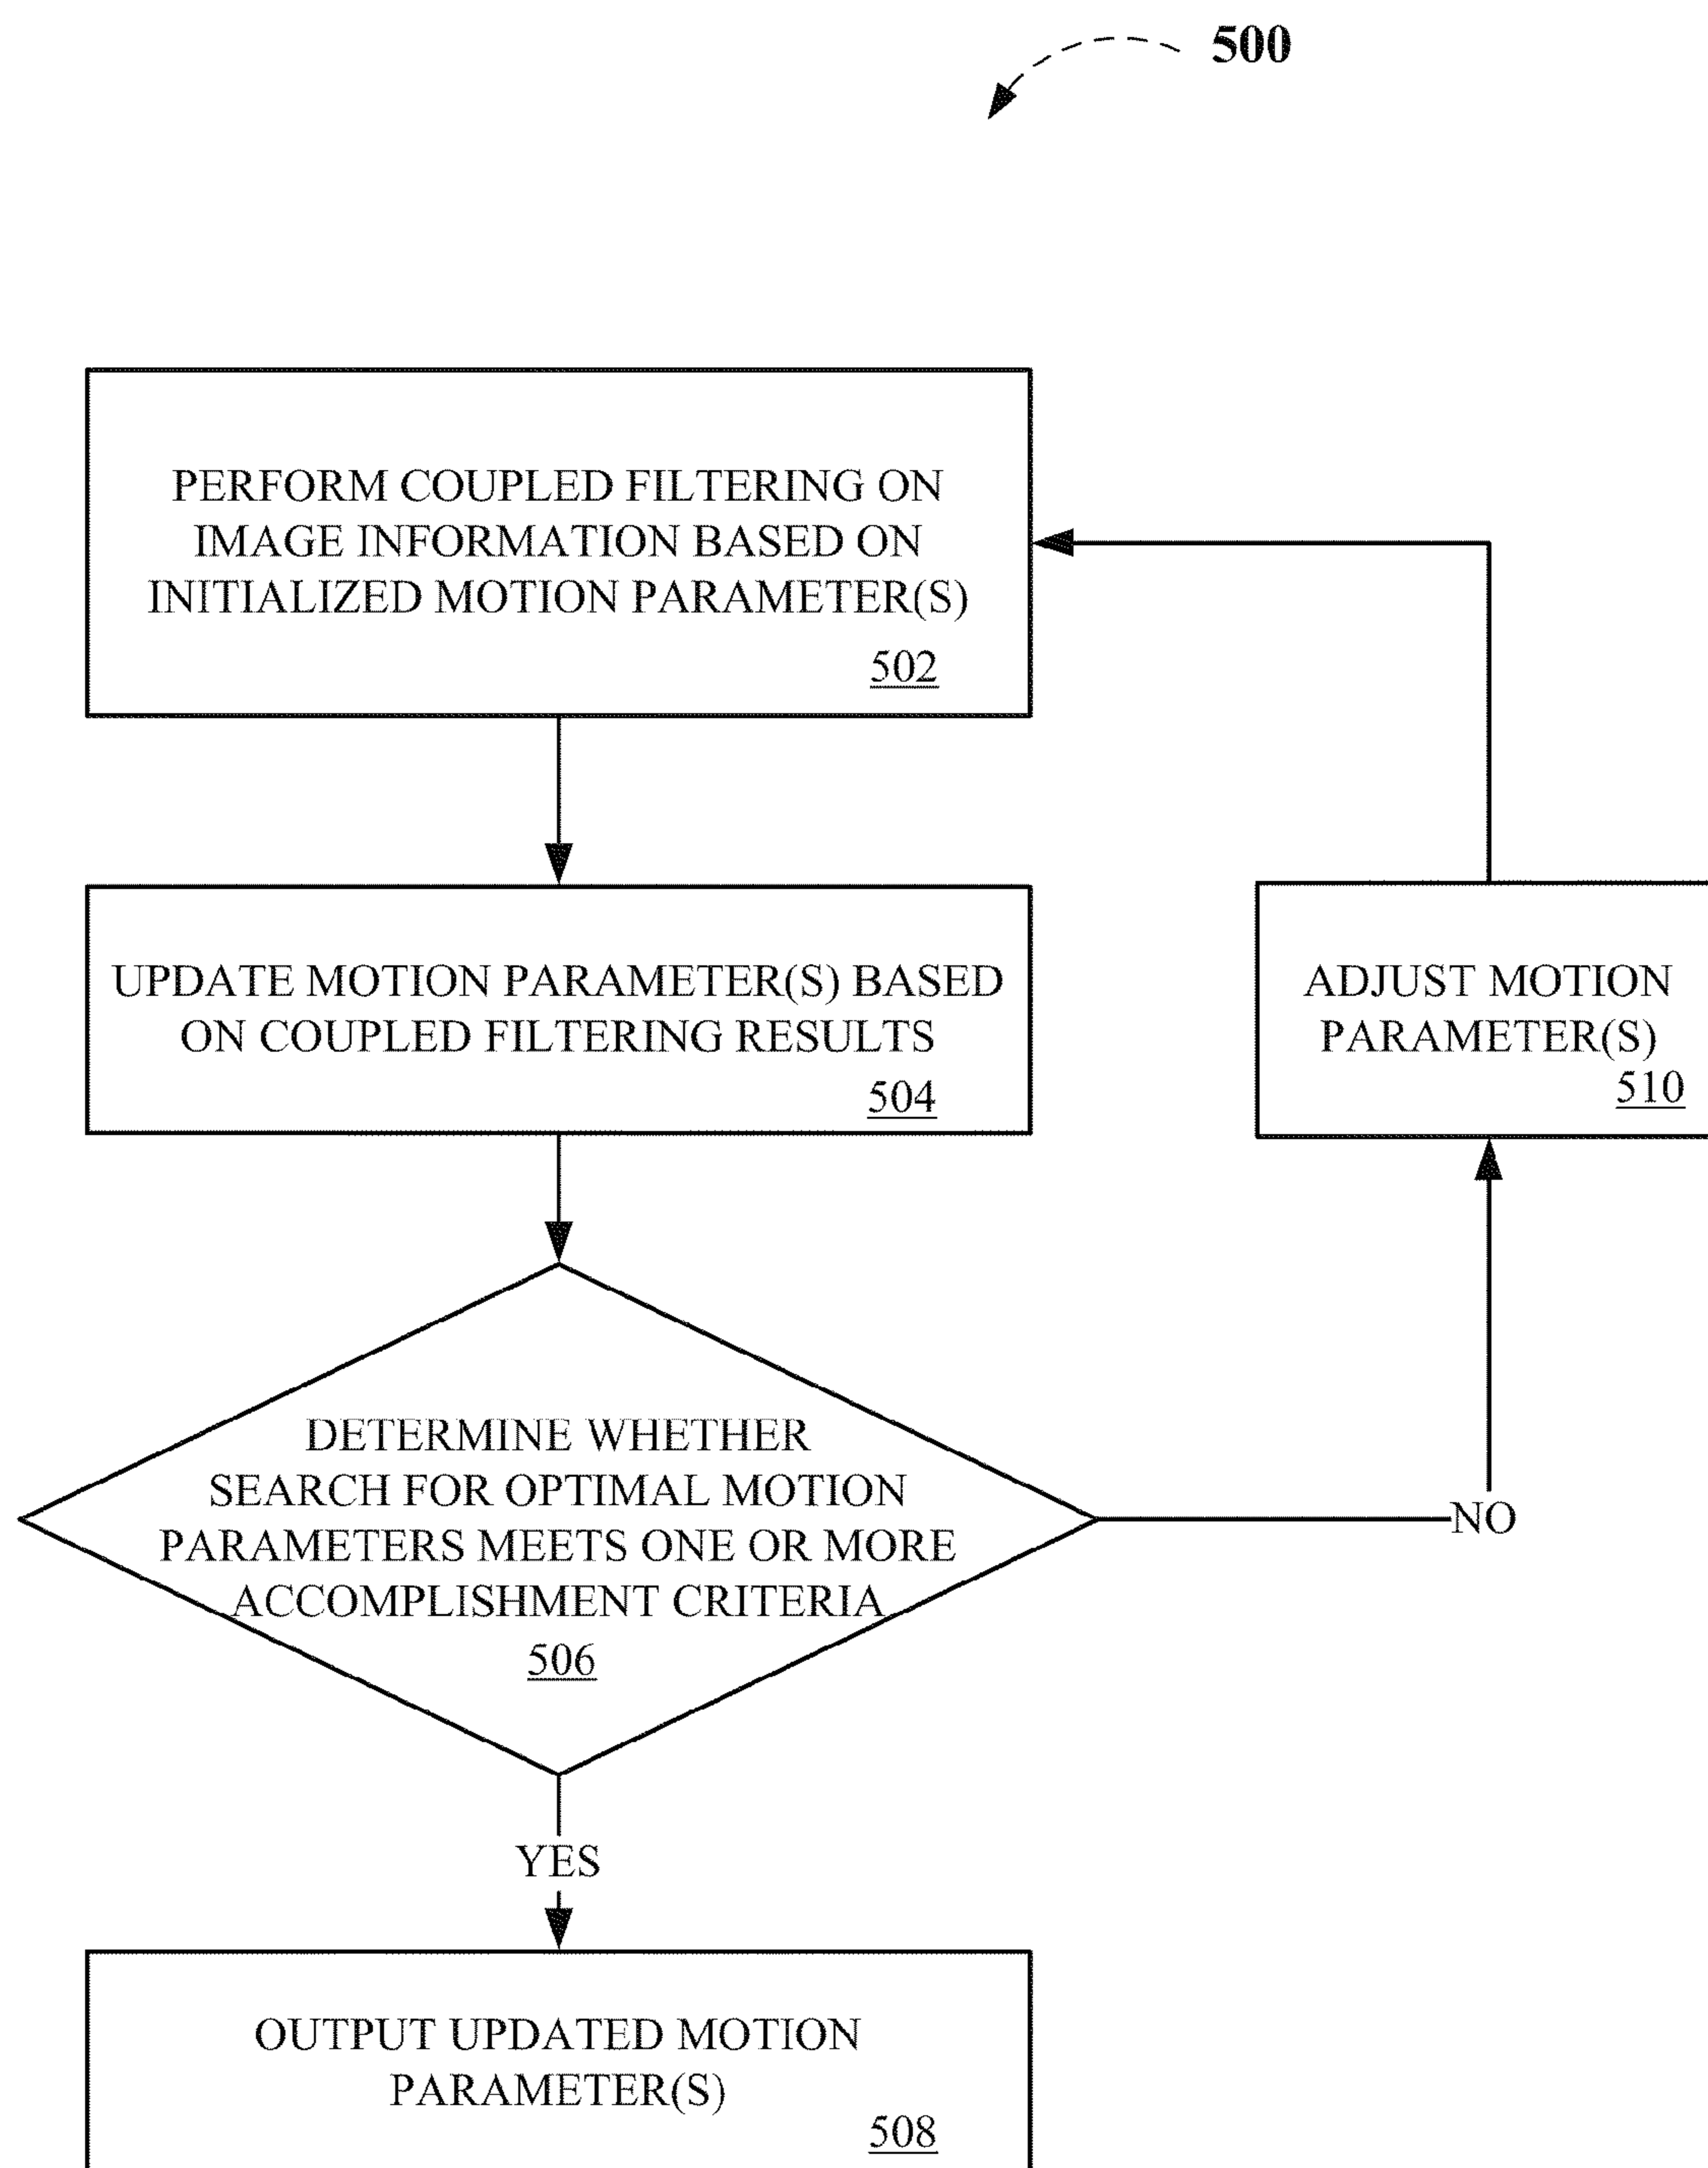 500
PERFORM COUPLED FILTERING ON
IMAGE INFORMATION BASED ON
INITIALIZED MOTION PARAMETER(S)
502
UPDATE MOTION PARAMETER(S) BASED
ON COUPLED FILTERING RESULTS
504
ADJUST MOTION
PARAMETER(S)
510
DETERMINE WHETHER
SEARCH FOR OPTIMAL MOTION
PARAMETERS MEETS ONE OR MORE
ACCOMPLISHMENT CRITERIA
506
NO
YES
OUTPUT UPDATED MOTION
PARAMETER(S)
508